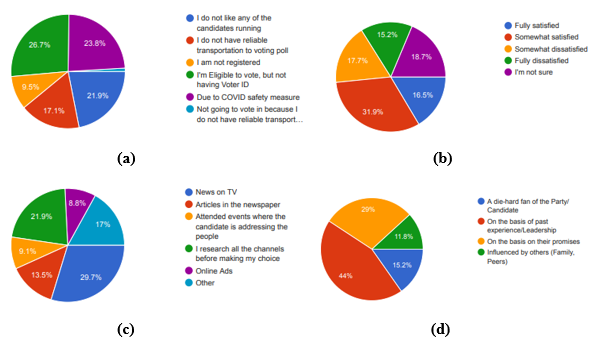 26.7%
23.8%
9.5%
17.1%
21.9%
I do not like any of the
candidates running
I do not have reliable
transportation to voting poll
I am not registered
I'm Eligible to vote, but not
having Voter ID
Due to COVID safety measure
Not going to vote in because I
do not have reliable transport…
(a)
15.2%
18.7%
17.7%
31.9%
16.5%
Fully satisfied
Somewhat satisfied
Somewhat dissatisfied
Fully dissatisfied
I'm not sure
(b)
8.8%
21.9%
17%
9.1%
13.5%
29.7%
News on TV
Articles in the newspaper
Attended events where the
candidate is addressing the
people
I research all the channels
before making my choice
Online Ads
Other
(c)
29%
11.8%
44%
15.2%
A die-hard fan of the Party/
Candidate
On the basis of past
experience/Leadership
On the basis on their promises
Influenced by others (Family,
Peers)
(d)